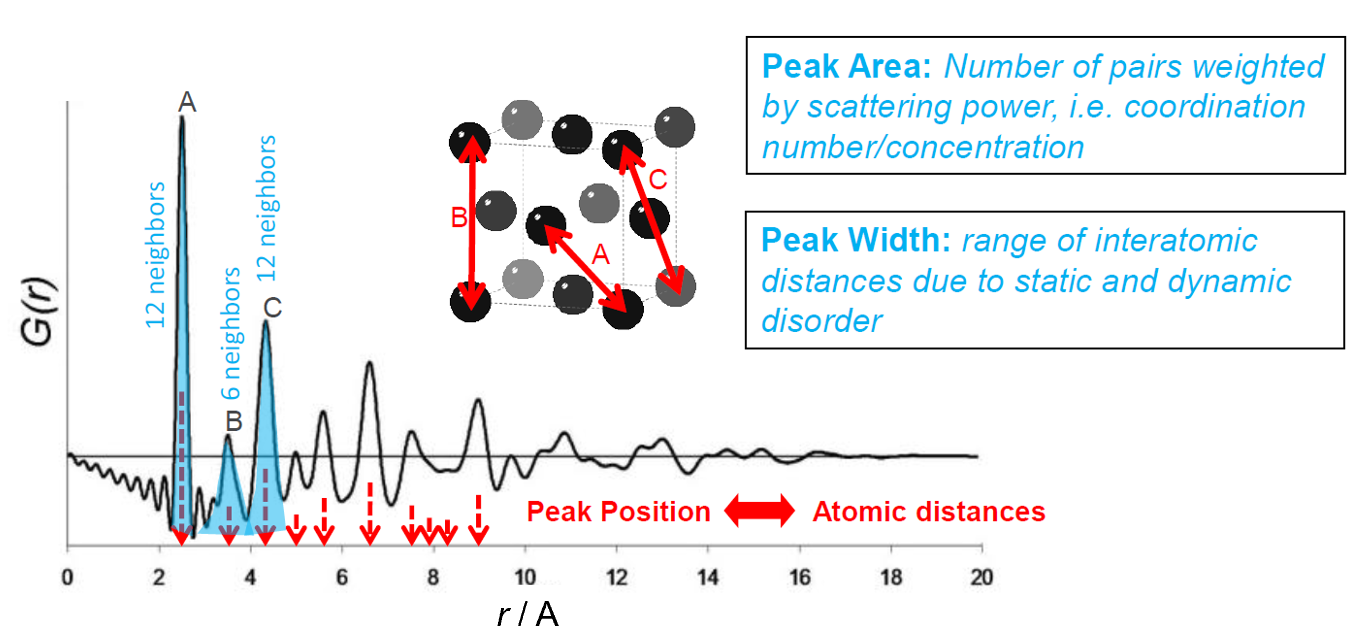 A
12 neighbors
6 neighbors
B
12 neighbors
C
G(r)
B
A
C
Peak Area: Number of pairs weighted
by scattering power, i.e. coordination
number/concentration
Peak Width: range of interatomic
distances due to static and dynamic
disorder
Peak Position
Atomic distances
0 2 4 6 8 10 12 14 16 18 20
r / A